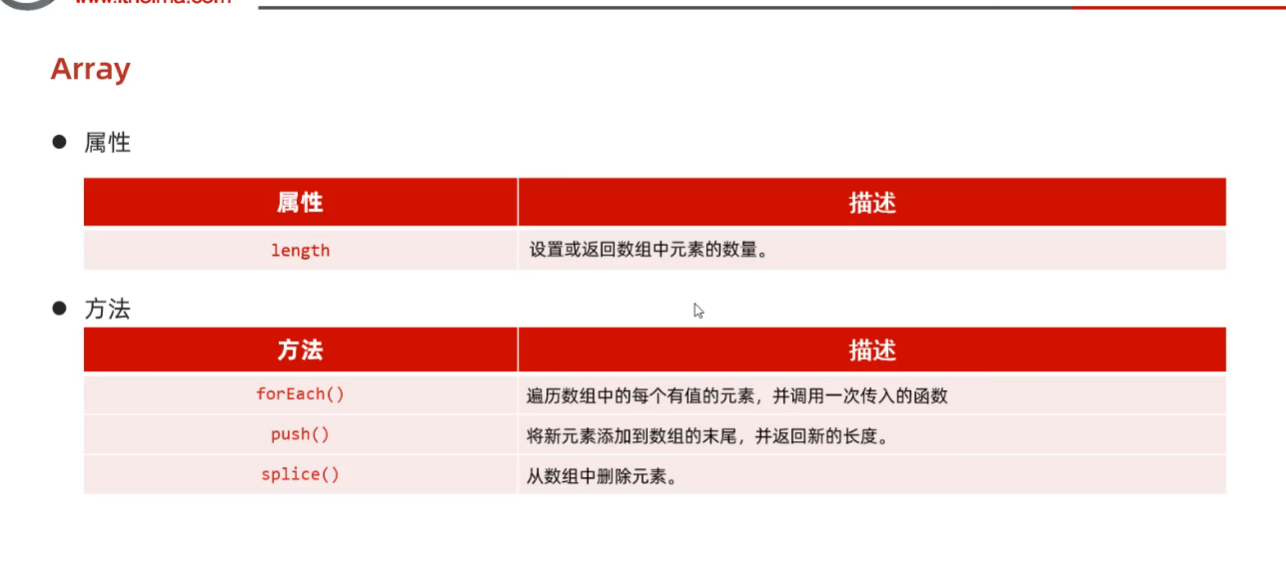 www.itheima.com
Array
属性
属性 描述
length 设置或返回数组中元素的数量。
方法
方法 描述
forEach() 遍历数组中的每个有值的元素，并调用一次传入的函数
push() 将新元素添加到数组的末尾，并返回新的长度。
splice() 从数组中删除元素。